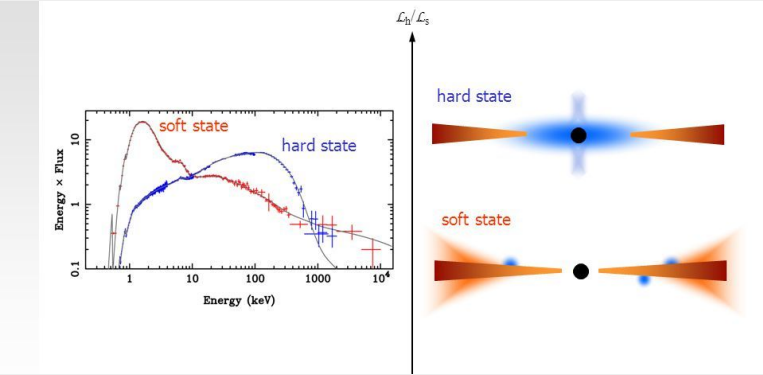 ℒh/ℒs
soft state
hard state
10
1
0.1
Energy × Flux
1
10
100
1000
10⁴
Energy (keV)
hard state
soft state